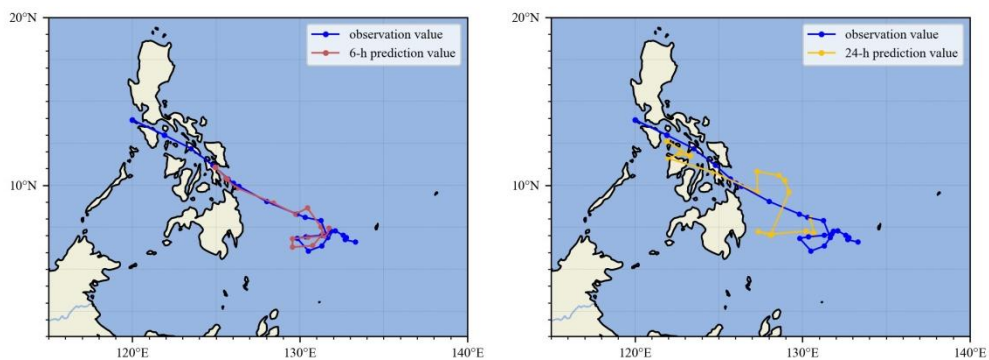 20°N
observation value
6-h prediction value
10°N
120°E
130°E
140°E
20°N
observation value
24-h prediction value
10°N
120°E
130°E
140°E